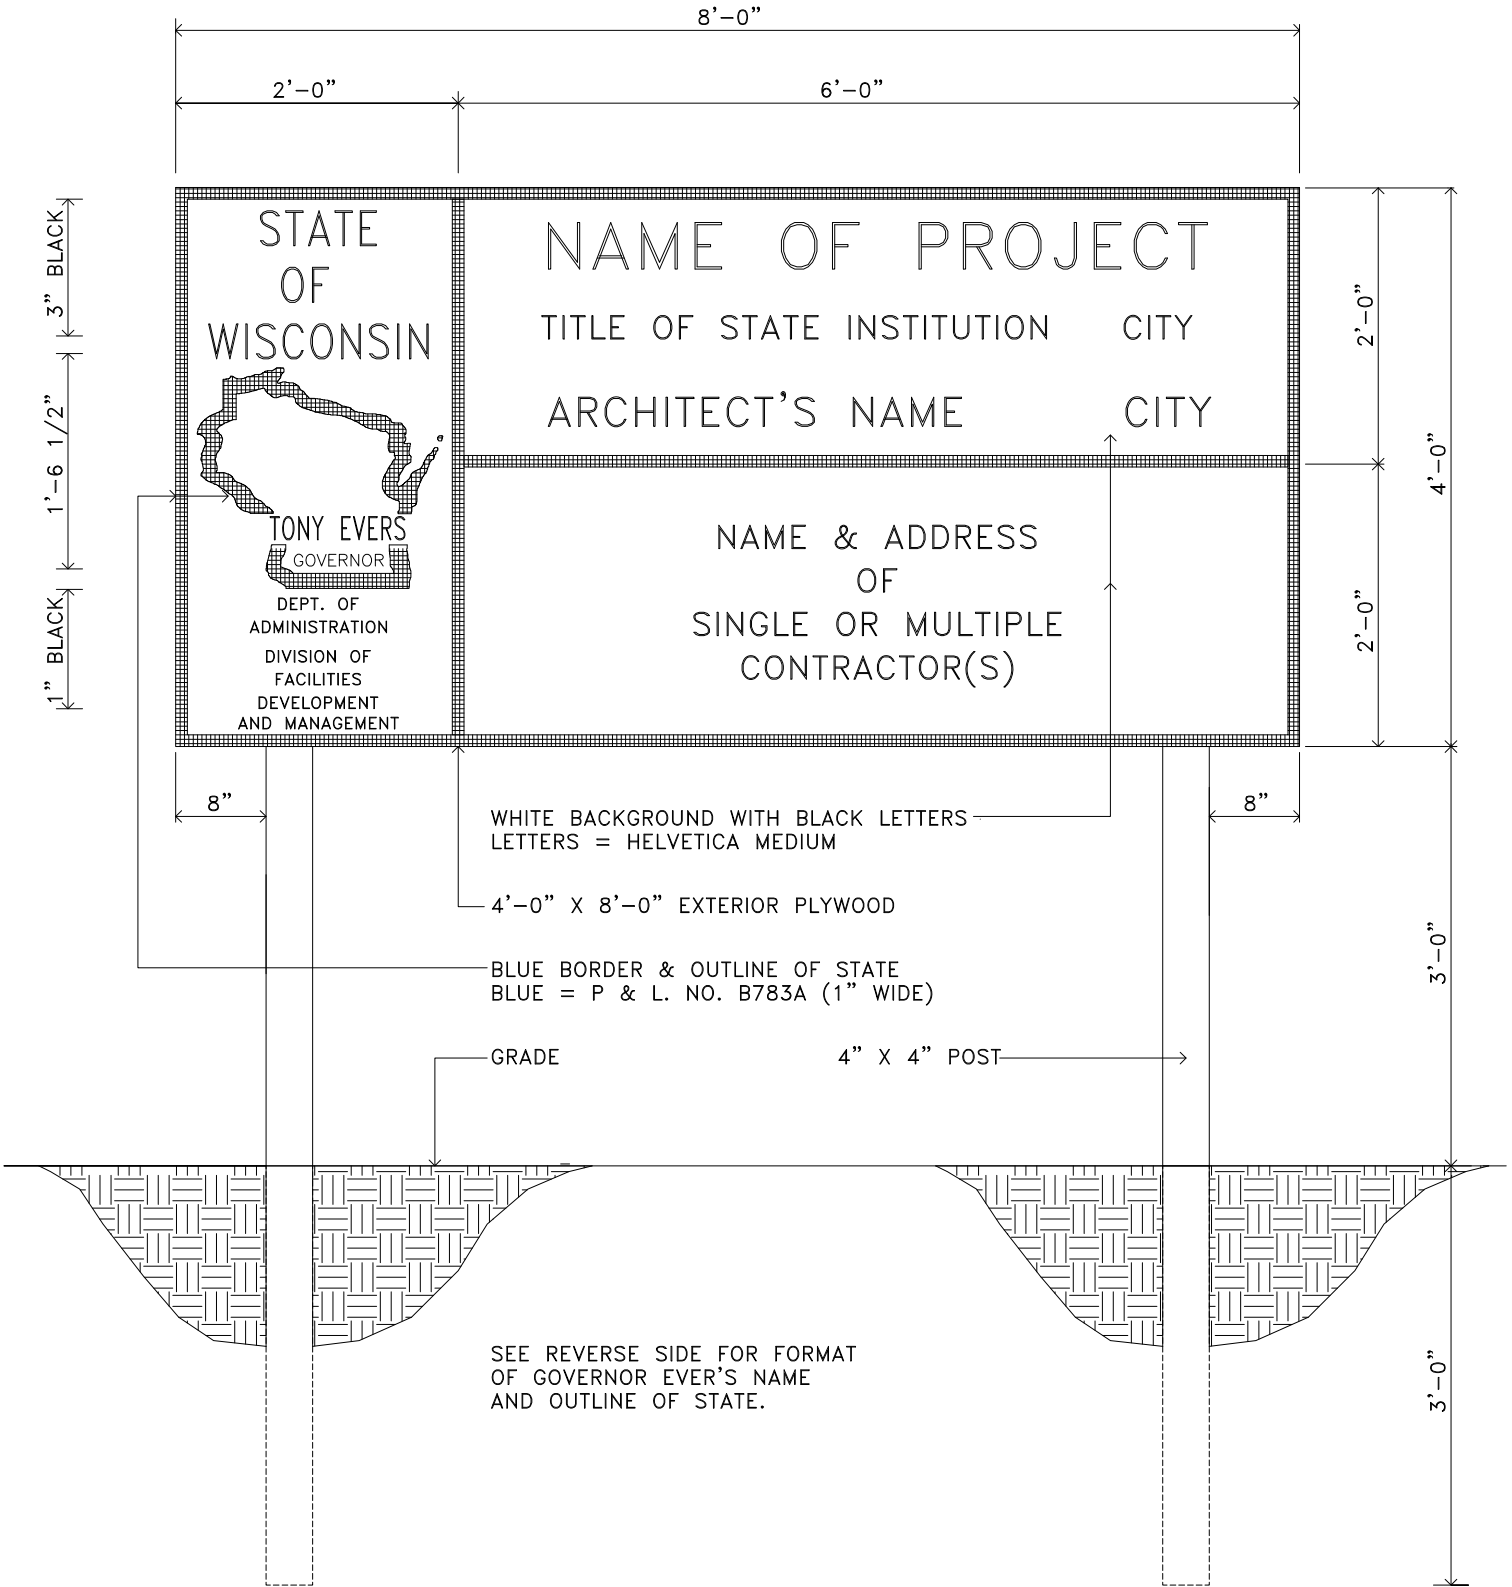 8'-0"
2'-0"
6'-0"
3" BLACK
1'-6 1/2"
1" BLACK
STATE
OF
WISCONSIN
TONY EVERS
GOVERNOR
DEPT. OF
ADMINISTRATION
DIVISION OF
FACILITIES
DEVELOPMENT
AND MANAGEMENT
NAME OF PROJECT
TITLE OF STATE INSTITUTION CITY
ARCHITECT'S NAME CITY
NAME & ADDRESS
OF
SINGLE OR MULTIPLE
CONTRACTOR(S)
2'-0"
2'-0"
4'-0"
8"
8"
WHITE BACKGROUND WITH BLACK LETTERS
LETTERS = HELVETICA MEDIUM
4'-0" X 8'-0" EXTERIOR PLYWOOD
BLUE BORDER & OUTLINE OF STATE
BLUE = P & L. NO. B783A (1" WIDE)
3'-0"
GRADE
4" X 4" POST
SEE REVERSE SIDE FOR FORMAT
OF GOVERNOR EVER'S NAME
AND OUTLINE OF STATE.
3'-0"